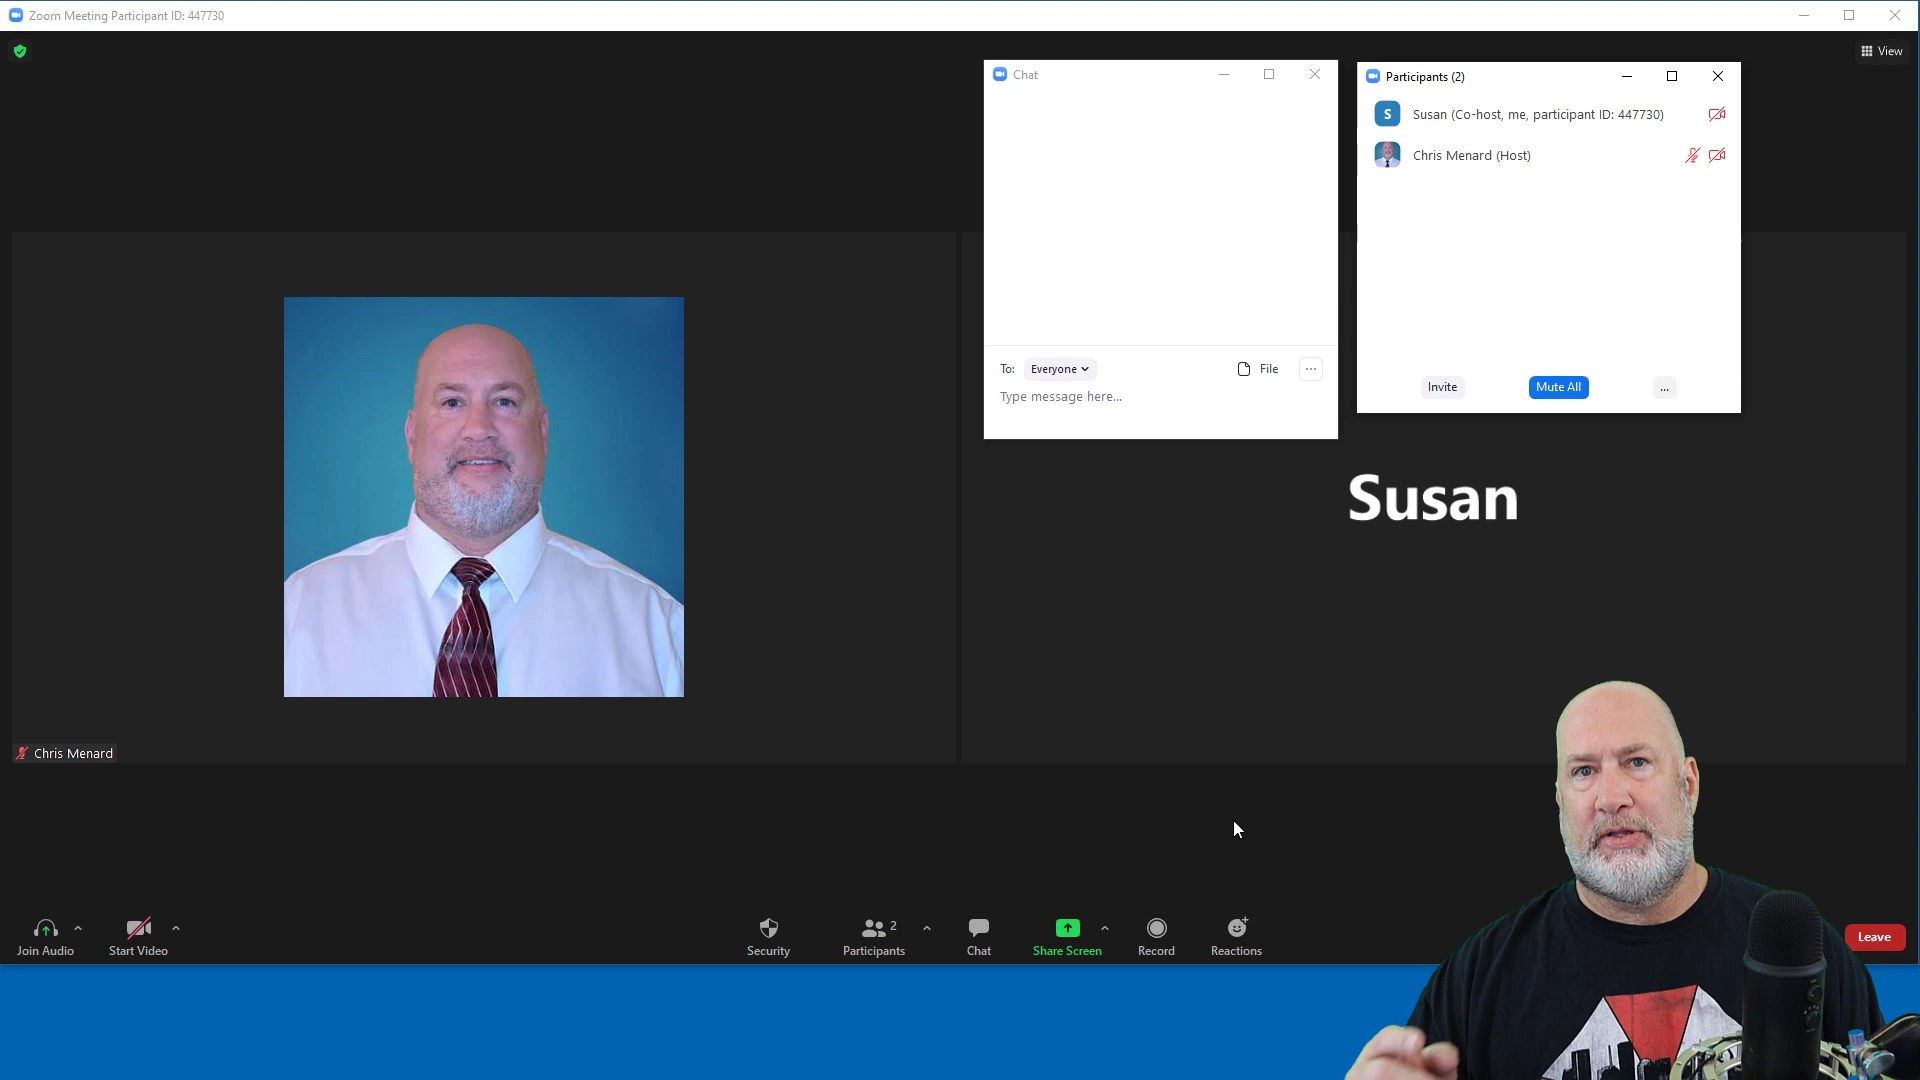 Zoom Meeting Participant ID: 447730
View
Chat
Participants (2)
S
Susan (Co-host, me, participant ID: 447730)
Chris Menard (Host)
To: Everyone
File
...
Type message here...
Invite
Mute All
...
Susan
Chris Menard
2
Join Audio
Start Video
Security
Participants
Chat
Share Screen
Record
Reactions
Leave